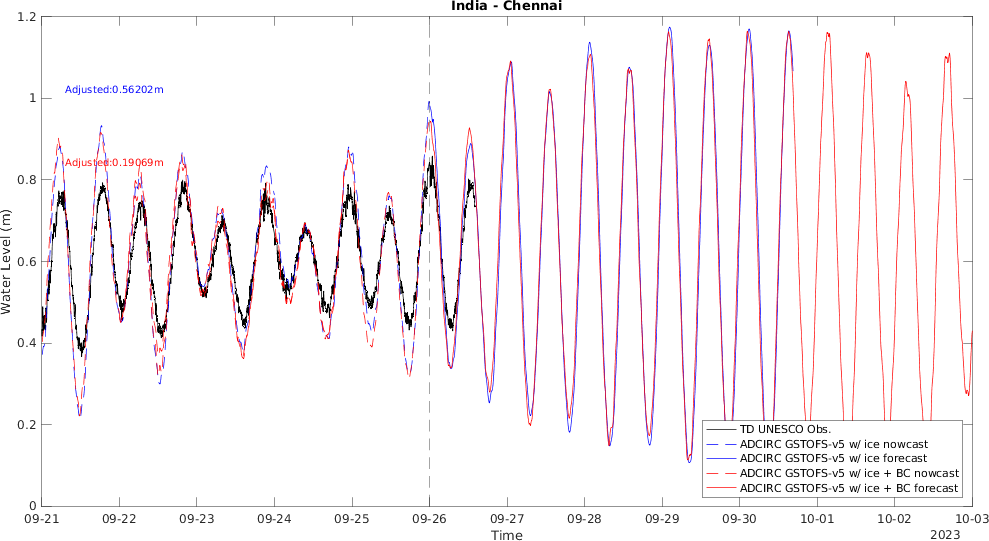 India - Chennai
Water Level (m)
1.2
1
0.8
0.6
0.4
0.2
0
Adjusted:0.56202m
Adjusted:0.19069m
TD UNESCO Obs.
ADCIRC GSTOFS-v5 w/ ice nowcast
ADCIRC GSTOFS-v5 w/ ice forecast
ADCIRC GSTOFS-v5 w/ ice + BC nowcast
ADCIRC GSTOFS-v5 w/ ice + BC forecast
09-21 09-22 09-23 09-24 09-25 09-26 09-27 09-28 09-29 09-30 10-01 10-02 10-03
Time
2023